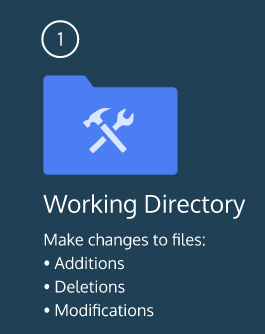 1
Working Directory
Make changes to files:
• Additions
• Deletions
• Modifications